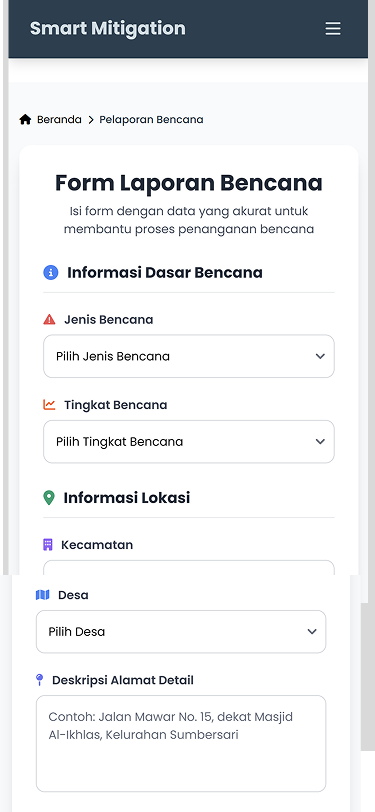 Smart Mitigation
Beranda > Pelaporan Bencana
Form Laporan Bencana
Isi form dengan data yang akurat untuk
membantu proses penanganan bencana
Informasi Dasar Bencana
Jenis Bencana
Pilih Jenis Bencana
Tingkat Bencana
Pilih Tingkat Bencana
Informasi Lokasi
Kecamatan
Desa
Pilih Desa
Deskripsi Alamat Detail
Contoh: Jalan Mawar No. 15, dekat Masjid
Al-Ikhlas, Kelurahan Sumbersari